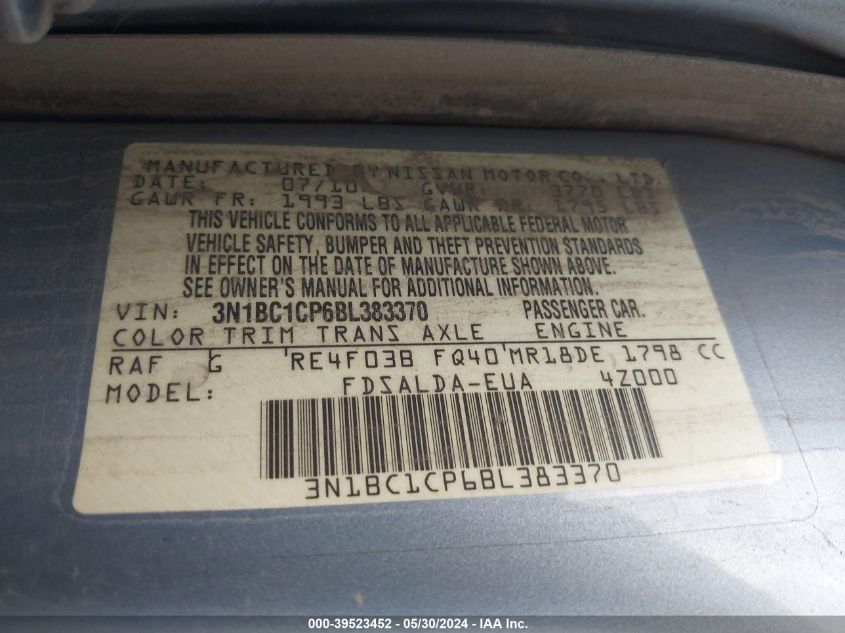 MANUFACTURED BY NISSAN MOTOR CO., LTD.
DATE: 07/10 GVWR: 3770 LBS
GAWR FR: 1993 LBS GAWR RR: 1795 LBS
THIS VEHICLE CONFORMS TO ALL APPLICABLE FEDERAL MOTOR
VEHICLE SAFETY, BUMPER AND THEFT PREVENTION STANDARDS
IN EFFECT ON THE DATE OF MANUFACTURE SHOWN ABOVE.
SEE OWNER'S MANUAL FOR ADDITIONAL INFORMATION.
VIN: 3N1BC1CP6BL383370 PASSENGER CAR.
COLOR TRIM TRANS AXLE ENGINE
RAF G RE4F03B FQ40 MR18DE 1798 CC
MODEL: FDSALDA-EUA 4Z000
3N1BC1CP6BL383370
000-39523452 - 05/30/2024 - IAA Inc.